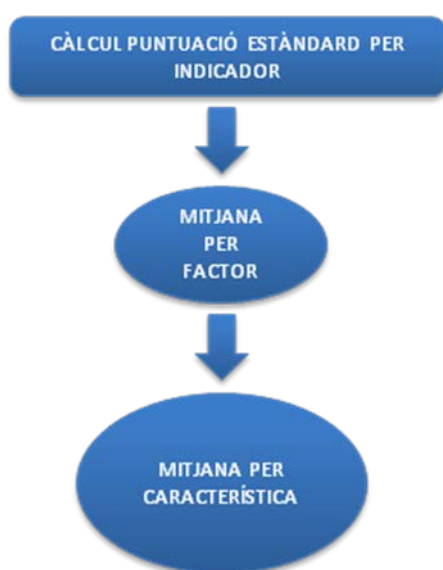 CÀLCUL PUNTUACIÓ ESTÀNDARD PER
INDICADOR
MITJANA
PER
FACTOR
MITJANA PER
CARACTERÍSTICA